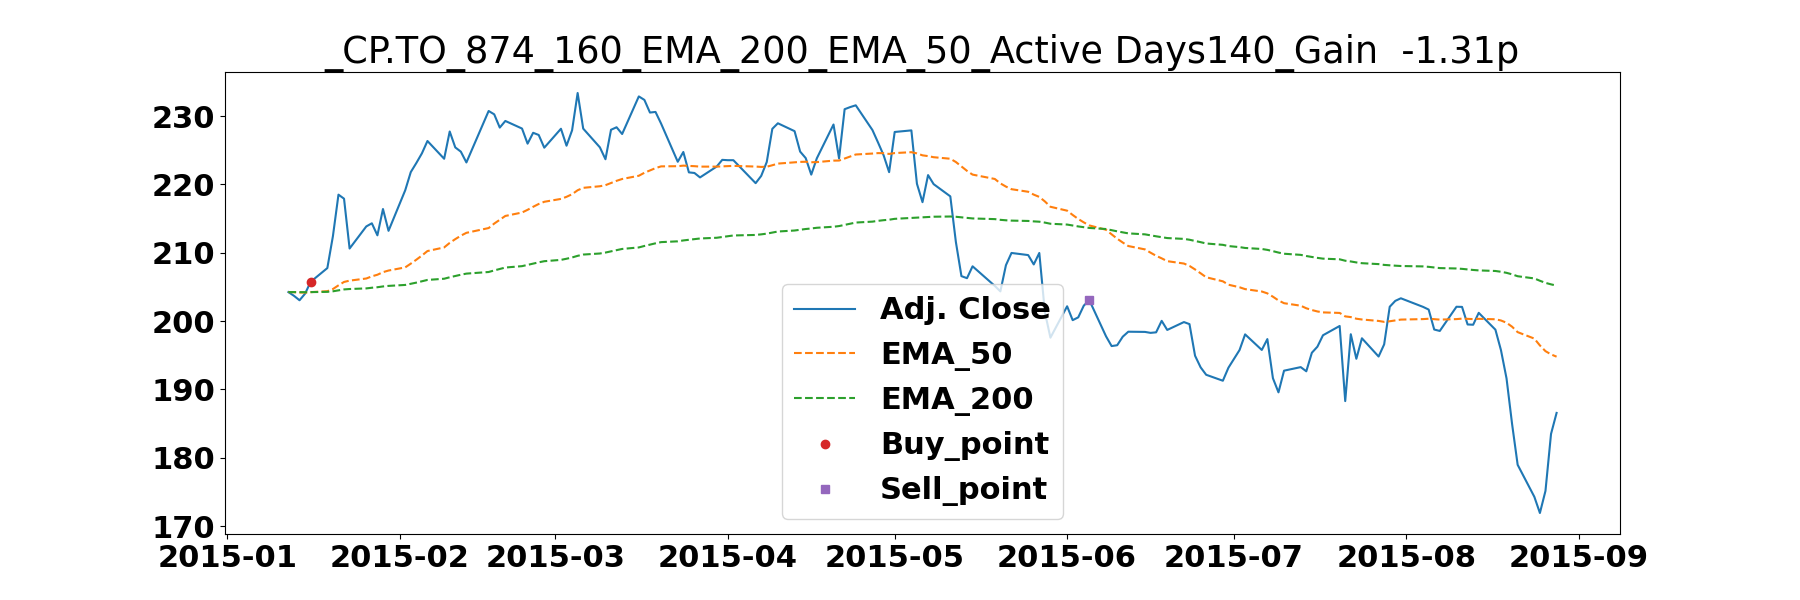 _CP.TO_874_160_EMA_200_EMA_50_Active Days140_Gain  -1.31p
230
220
210
200
190
180
170
Adj. Close
EMA_50
EMA_200
Buy_point
Sell_point
2015-01 2015-02 2015-03 2015-04 2015-05 2015-06 2015-07 2015-08 2015-09